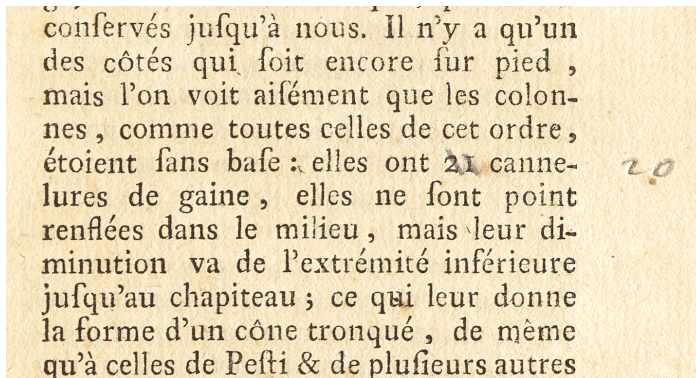 conſervés juſqu’à nous. Il n’y a qu’un
des côtés qui ſoit encore ſur pied ,
mais l’on voit aiſément que les colon-
nes , comme toutes celles de cet ordre,
étoient ſans baſe : elles ont 21 canne- 20
lures de gaine , elles ne ſont point
renflées dans le milieu , mais leur di-
minution va de l’extrémité inférieure
juſqu’au chapiteau ; ce qui leur donne
la forme d’un cône tronqué , de même
qu’à celles de Peſti & de pluſieurs autres